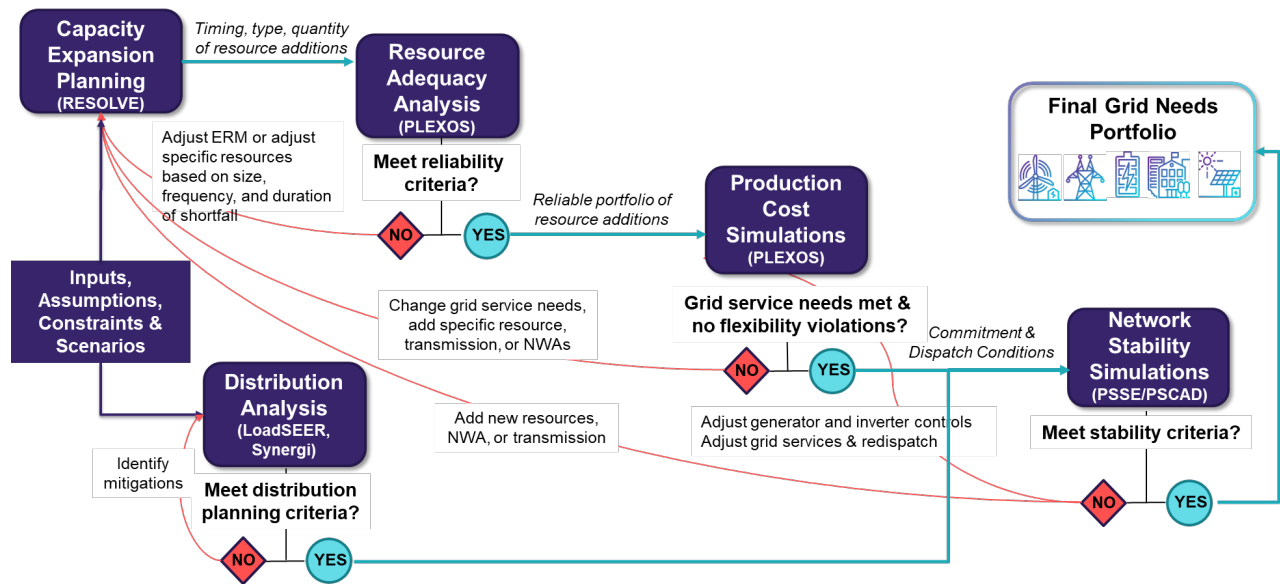 Capacity
Expansion
Planning
(RESOLVE)
Timing, type, quantity
of resource additions
Resource
Adequacy
Analysis
(PLEXOS)
Final Grid Needs
Portfolio
Adjust ERM or adjust
specific resources
based on size,
frequency, and duration
of shortfall
Meet reliability
criteria?
NO
YES
Reliable portfolio of
resource additions
Production
Cost
Simulations
(PLEXOS)
Inputs,
Assumptions,
Constraints &
Scenarios
Change grid service needs,
add specific resource,
transmission, or NWAs
Grid service needs met &
no flexibility violations?
NO
YES
Commitment &
Dispatch Conditions
Network
Stability
Simulations
(PSSE/PSCAD)
Distribution
Analysis
(LoadSEER,
Synergi)
Add new resources,
NWA, or transmission
Adjust generator and inverter controls
Adjust grid services & redispatch
Meet stability criteria?
NO
YES
Identify
mitigations
Meet distribution
planning criteria?
NO
YES